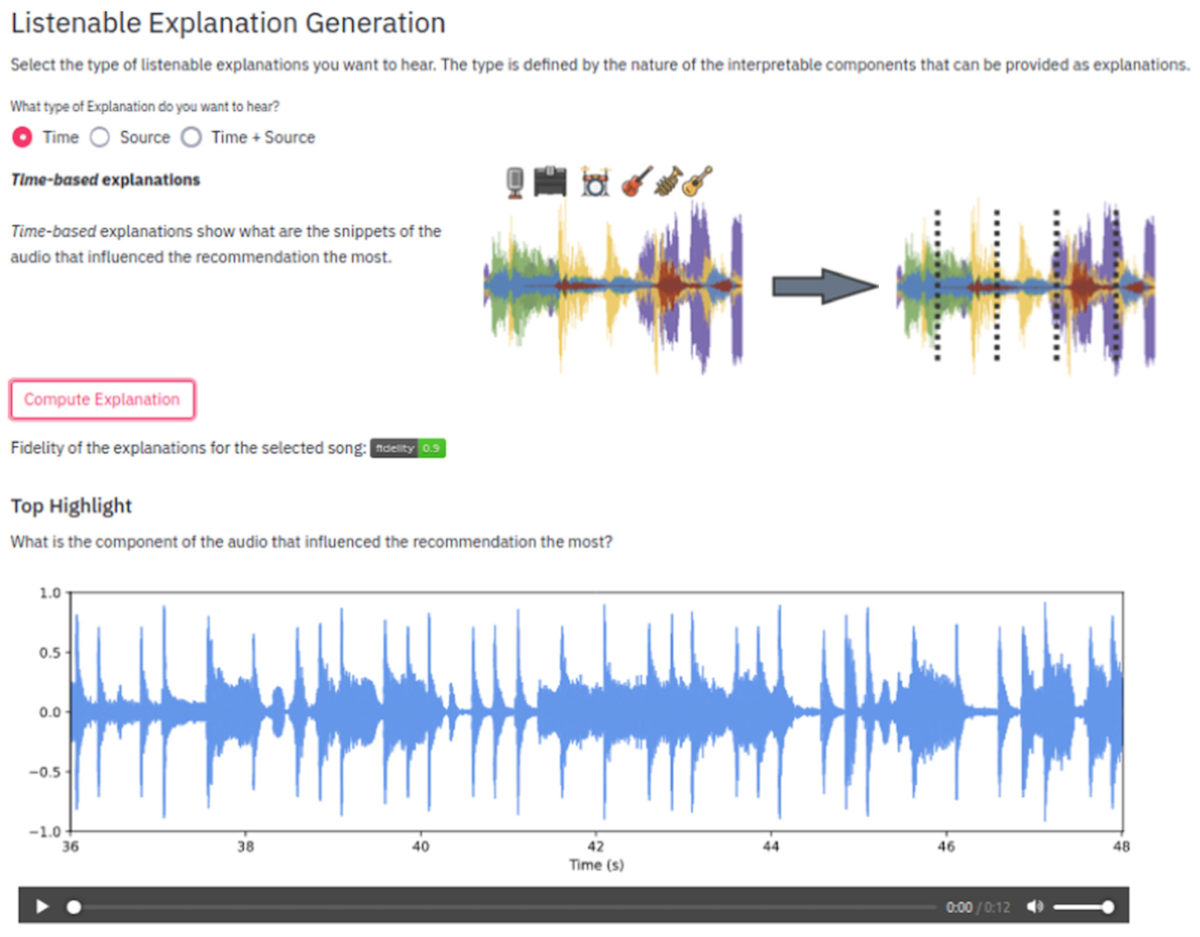 Listenable Explanation Generation
Select the type of listenable explanations you want to hear. The type is defined by the nature of the interpretable components that can be provided as explanations.
What type of Explanation do you want to hear?
Time Source Time + Source
Time-based explanations
Time-based explanations show what are the snippets of the
audio that influenced the recommendation the most.
Compute Explanation
Fidelity of the explanations for the selected song: fidelity 0.9
Top Highlight
What is the component of the audio that influenced the recommendation the most?
1.0
0.5
0.0
−0.5
−1.0
36 38 40 42 44 46 48
Time (s)
0:00 / 0:12